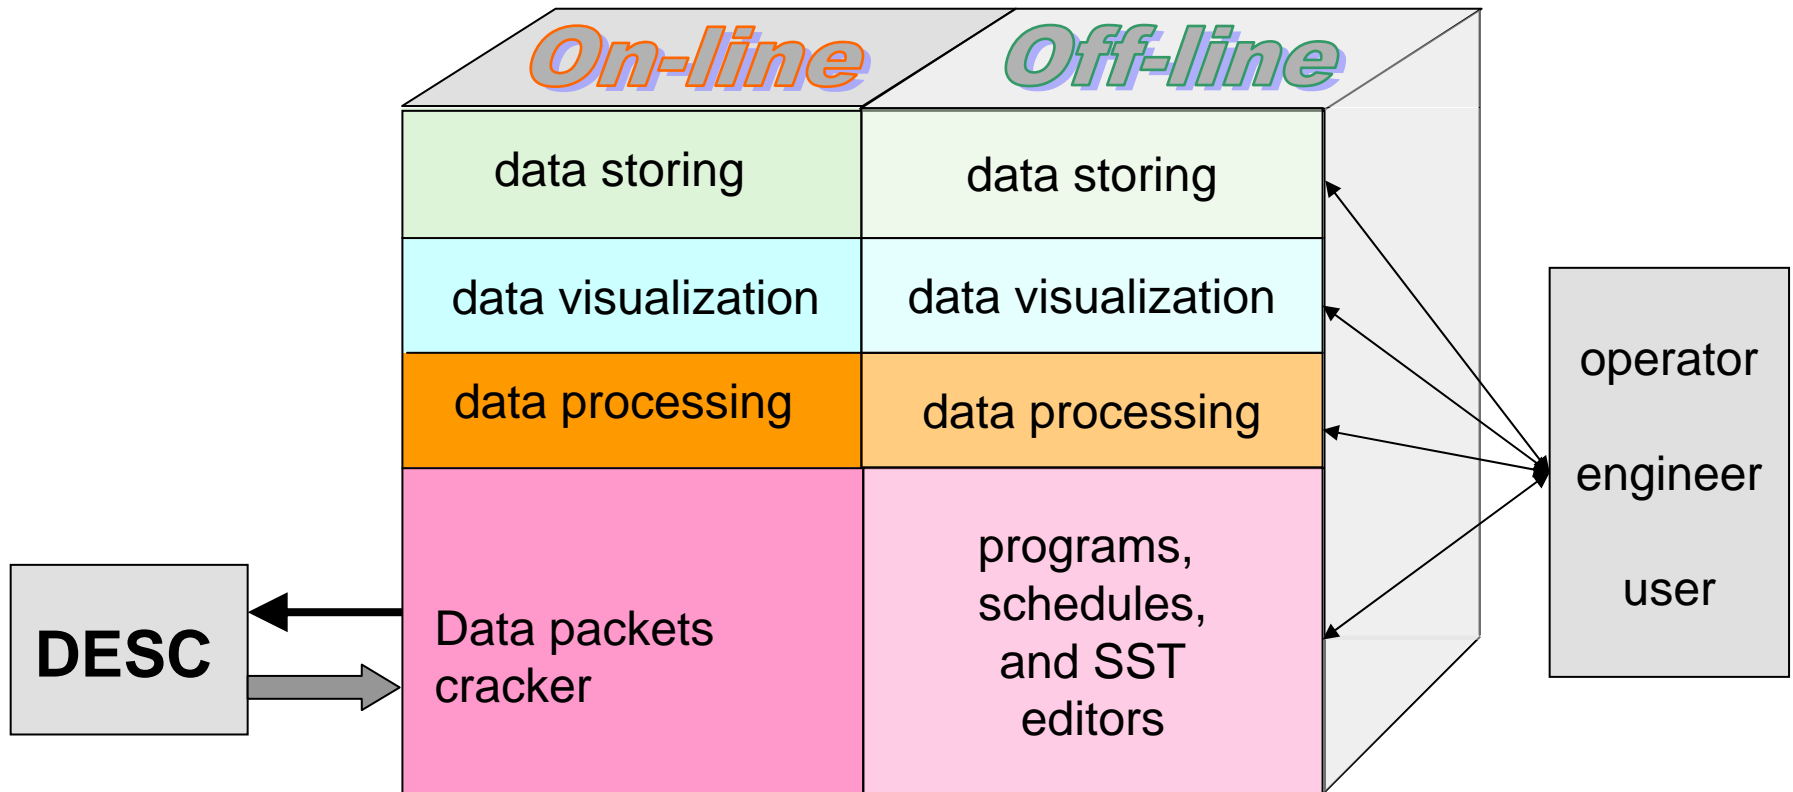 On-line
Off-line
data storing
data storing
data visualization
data visualization
data processing
data processing
Data packets
cracker
programs,
schedules,
and SST
editors
DESC
operator
engineer
user